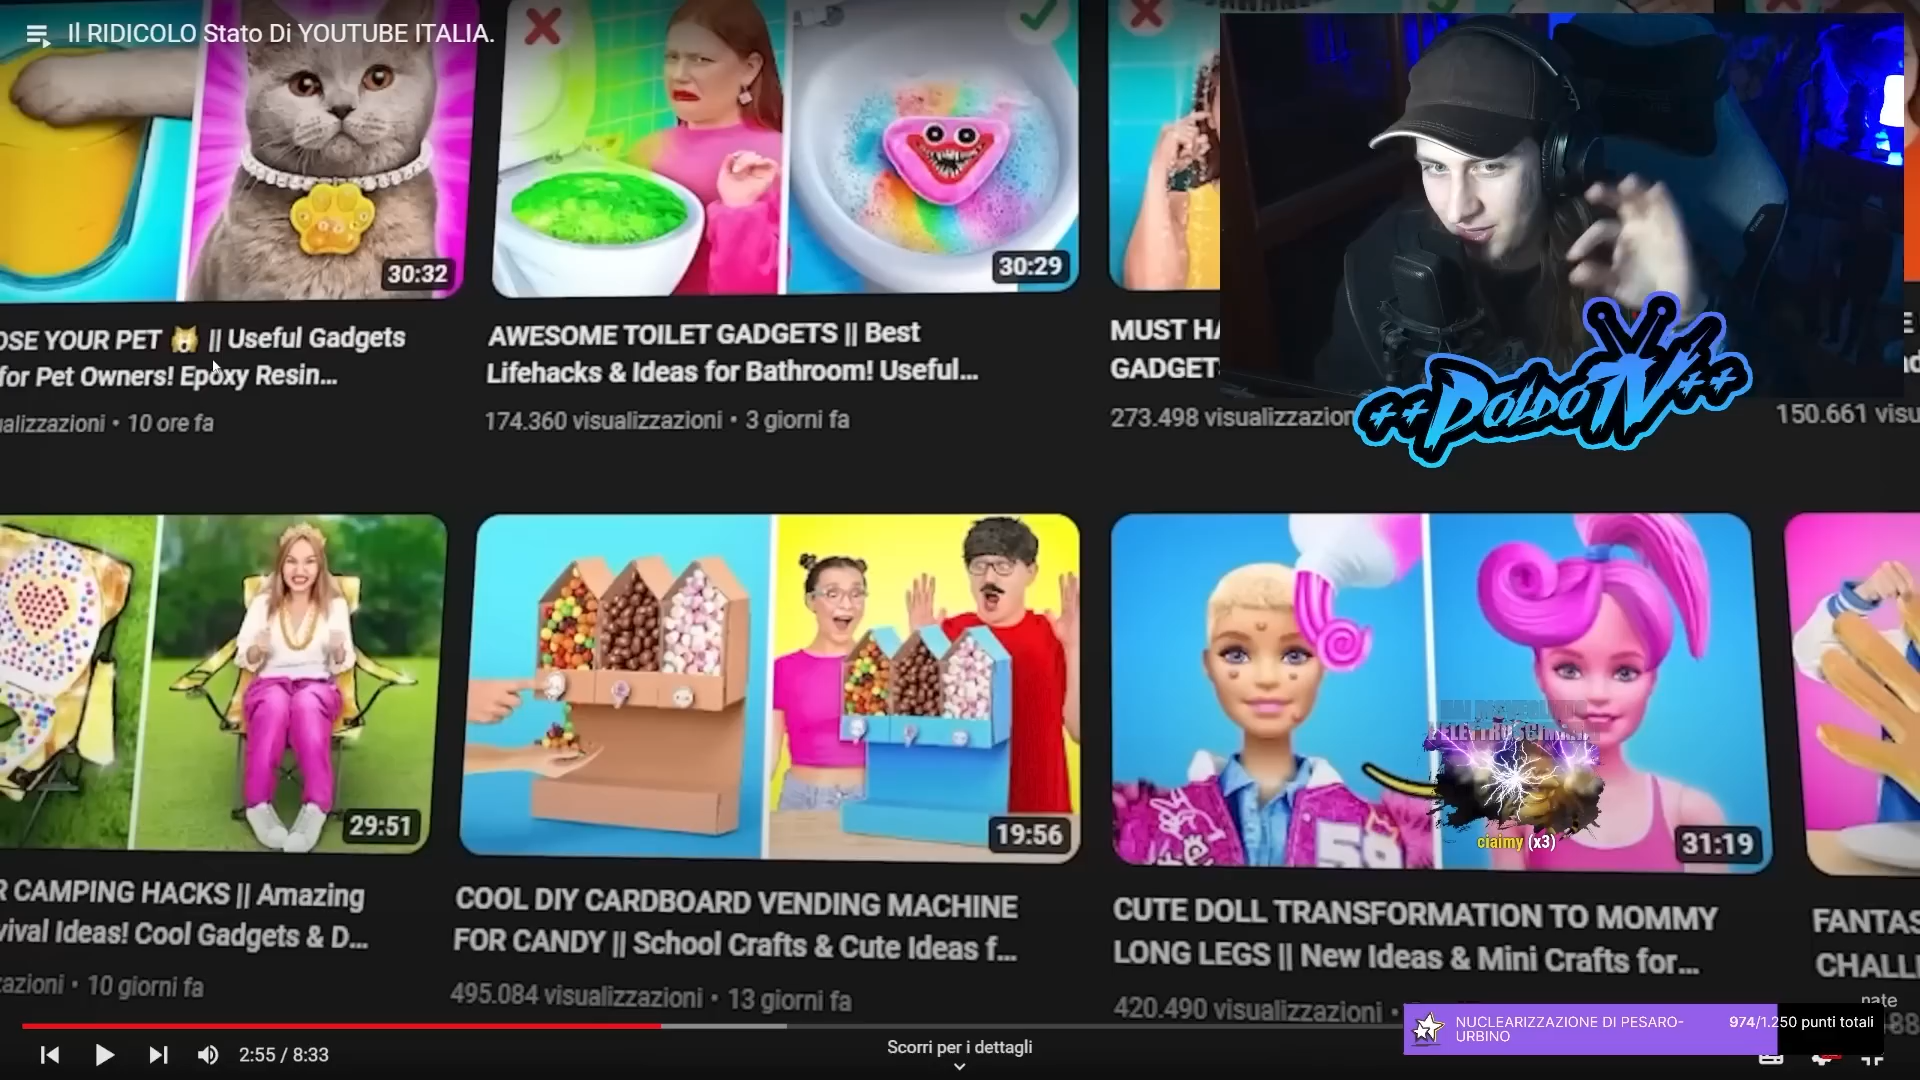 Il RIDICOLO Stato Di YOUTUBE ITALIA.
30:32
30:29
OSE YOUR PET 🙀 || Useful Gadgets
for Pet Owners! Epoxy Resin...
alizzazioni • 10 ore fa
AWESOME TOILET GADGETS || Best
Lifehacks & Ideas for Bathroom! Useful...
174.360 visualizzazioni • 3 giorni fa
MUST HA
GADGET
273.498 visualizzazion
++POLDOTV++
150.661 visu
29:51
19:56
59
ciaimy (x3)
31:19
R CAMPING HACKS || Amazing
vival Ideas! Cool Gadgets & D...
zazioni • 10 giorni fa
COOL DIY CARDBOARD VENDING MACHINE
FOR CANDY || School Crafts & Cute Ideas f...
495.084 visualizzazioni • 13 giorni fa
CUTE DOLL TRANSFORMATION TO MOMMY
LONG LEGS || New Ideas & Mini Crafts for...
420.490 visualizzazioni •
FANTAS
CHALL
NUCLEARIZZAZIONE DI PESARO-
URBINO
974/1.250 punti totali
2:55 / 8:33
Scorri per i dettagli